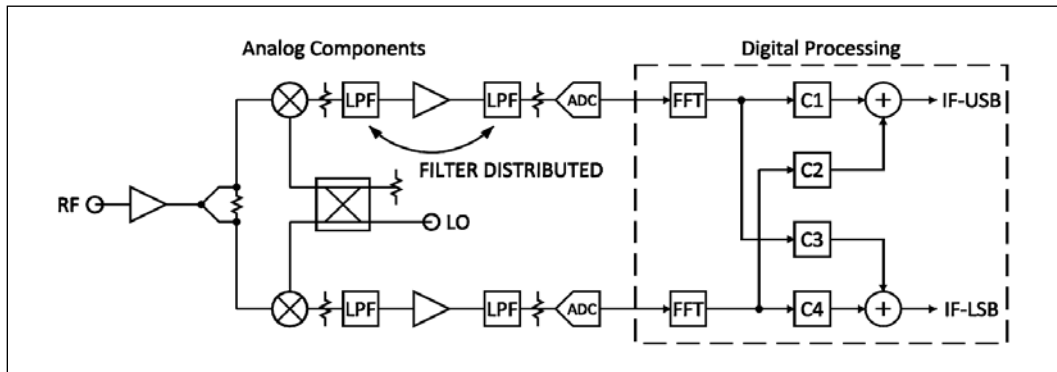 Analog Components
Digital Processing
LPF
LPF
ADC
FFT
C1
+
IF-USB
FILTER DISTRIBUTED
C2
RF
LO
C3
LPF
LPF
ADC
FFT
C4
+
IF-LSB